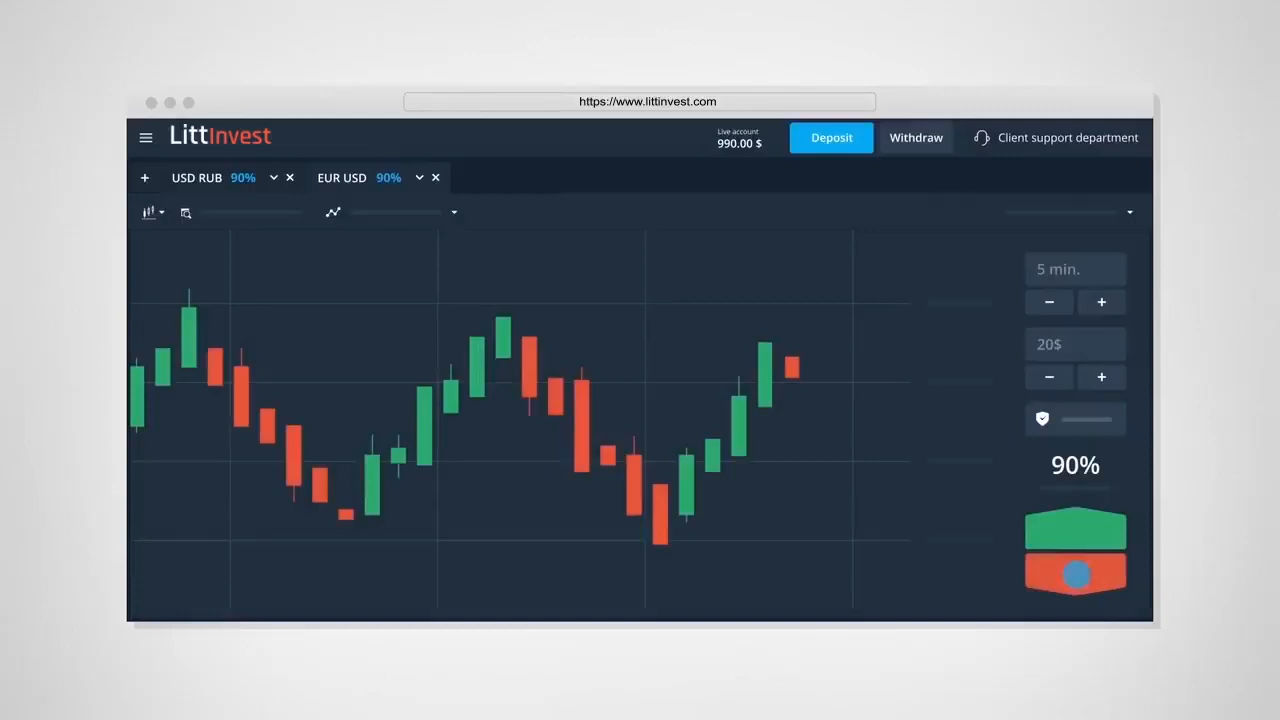 https://www.littinvest.com
LittInvest
Live account
990.00 $
Deposit
Withdraw
Client support department
+
USD RUB 90%
EUR USD 90%
5 min.
− +
20$
− +
90%